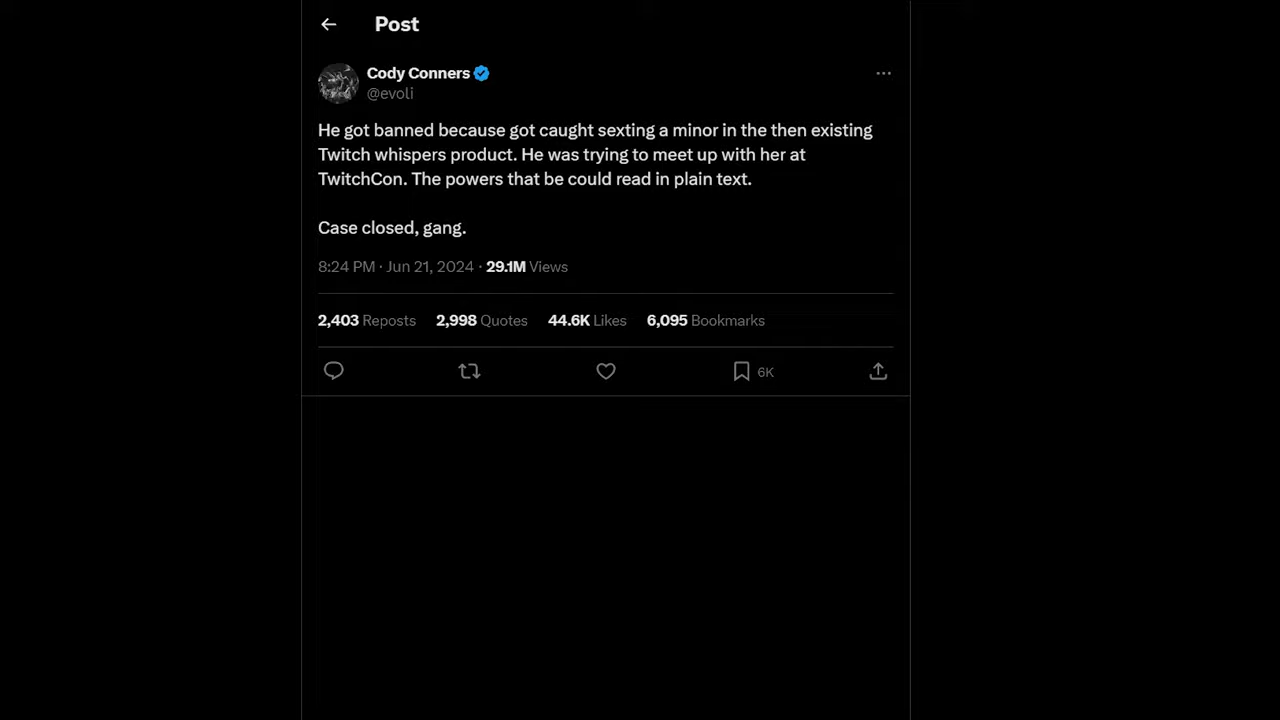 Post
Cody Conners
@evoli
He got banned because got caught sexting a minor in the then existing
Twitch whispers product. He was trying to meet up with her at
TwitchCon. The powers that be could read in plain text.
Case closed, gang.
8:24 PM · Jun 21, 2024 · 29.1M Views
2,403 Reposts 2,998 Quotes 44.6K Likes 6,095 Bookmarks
6K